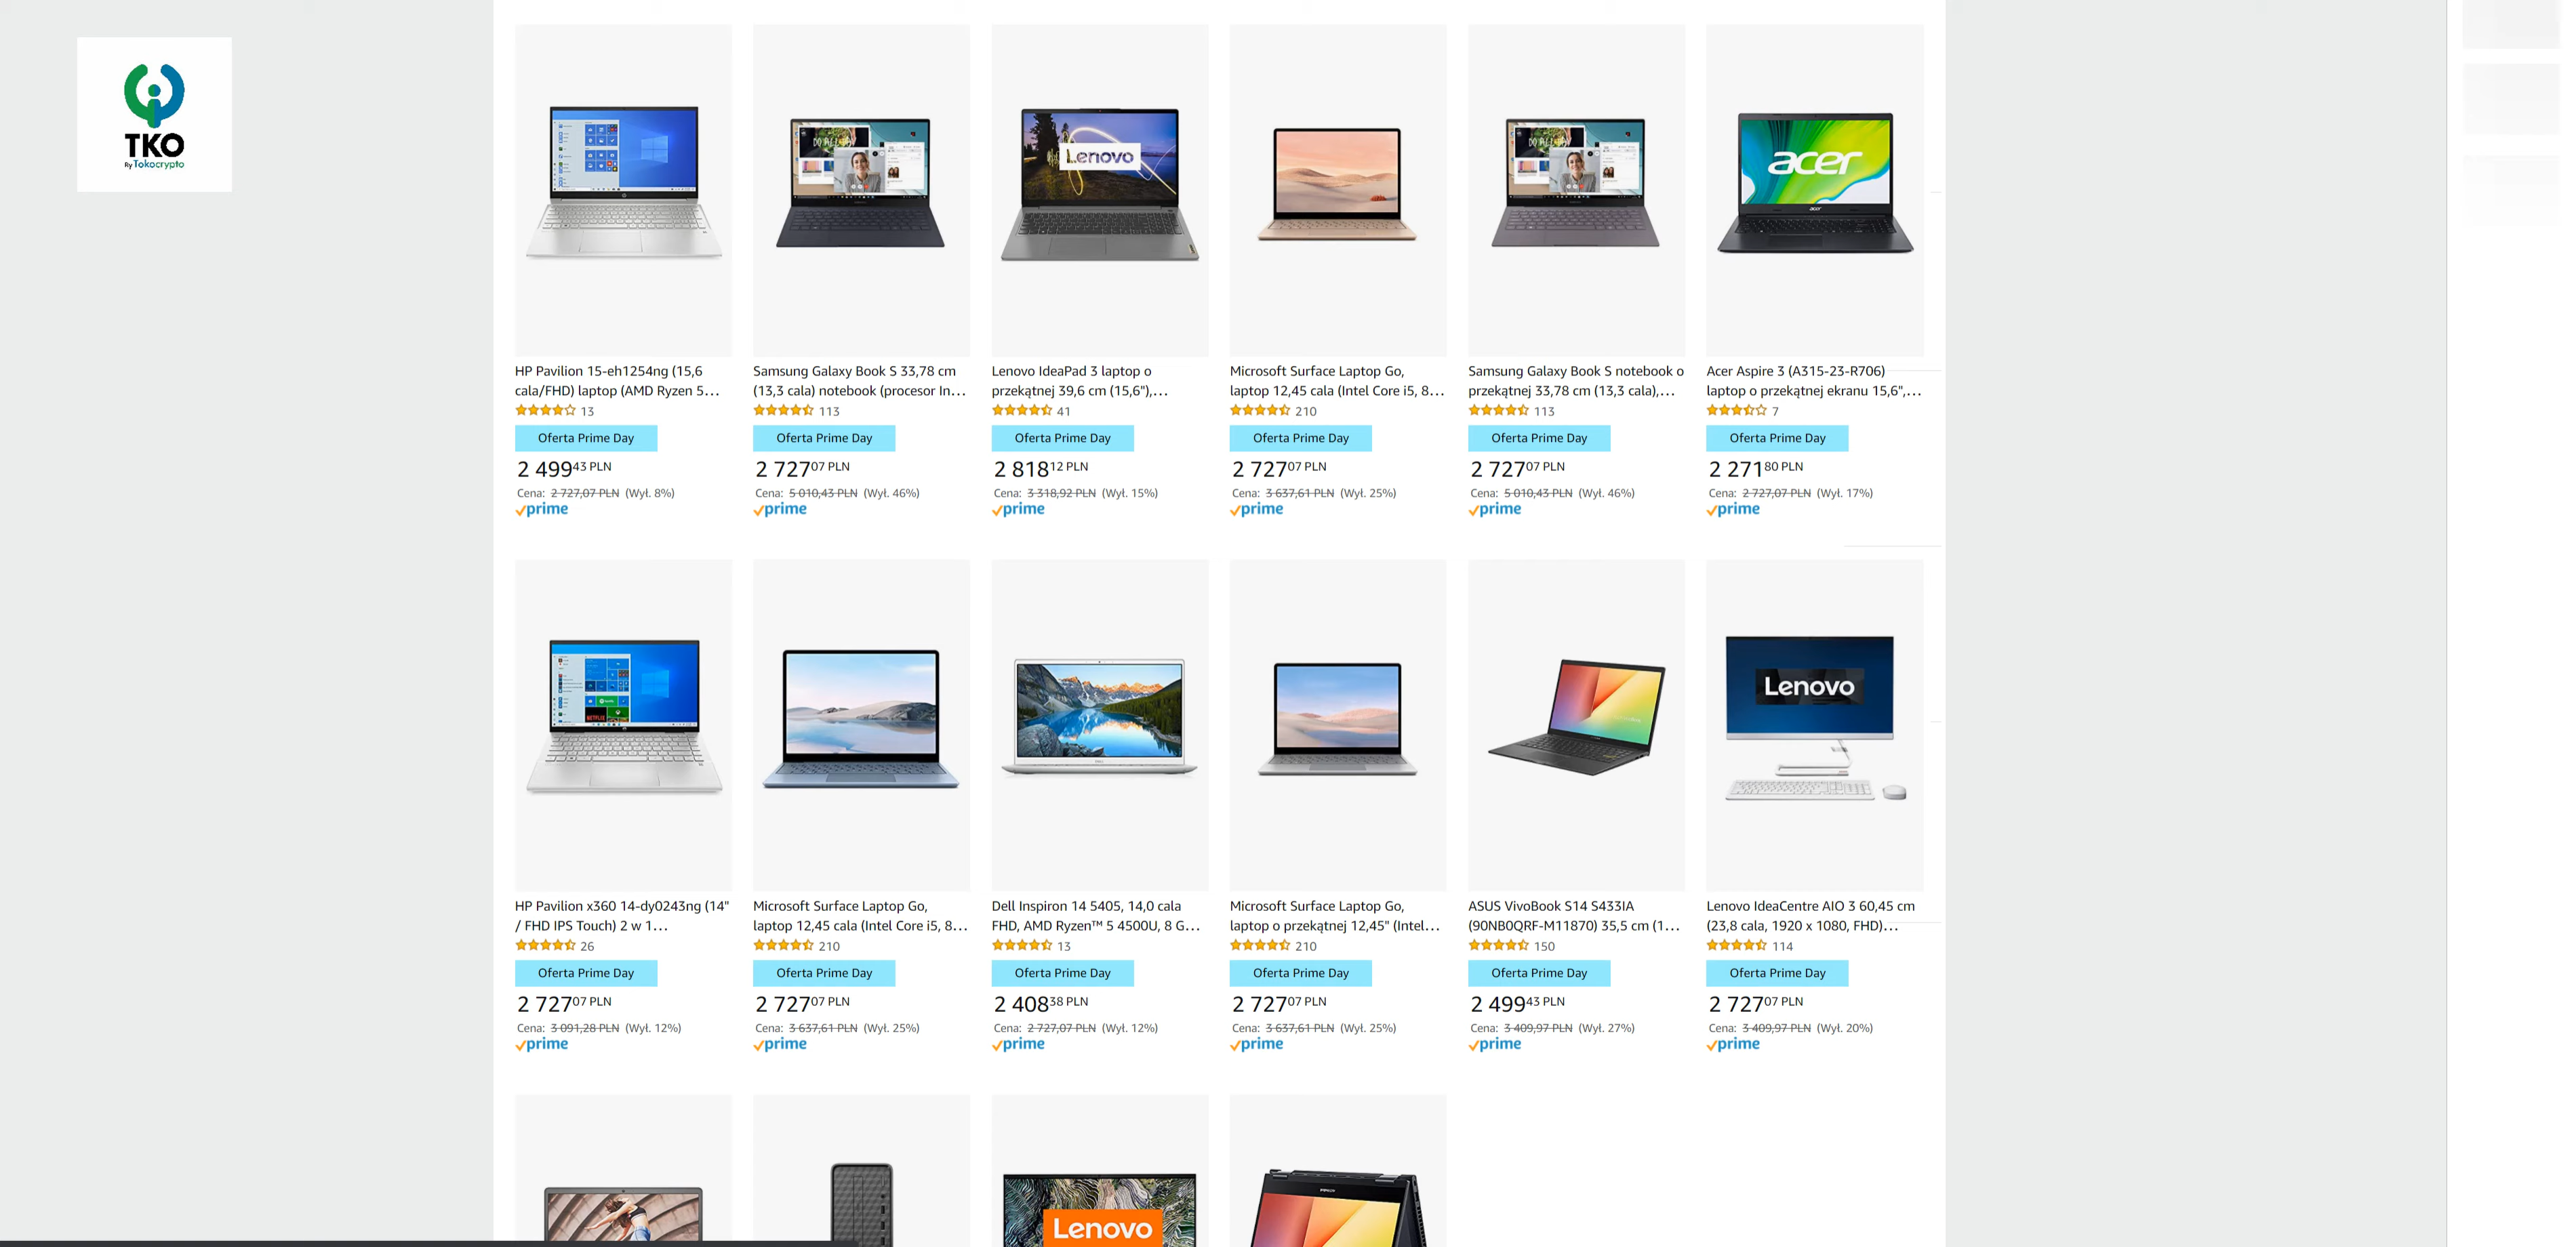 TKO
By Tokocrypto
Lenovo
acer
HP Pavilion 15-eh1254ng (15,6
cala/FHD) laptop (AMD Ryzen 5…
13
Oferta Prime Day
2 499 43 PLN
Cena: 2 727,07 PLN (Wył. 8%)
prime
Samsung Galaxy Book S 33,78 cm
(13,3 cala) notebook (procesor In…
113
Oferta Prime Day
2 727 07 PLN
Cena: 5 010,43 PLN (Wył. 46%)
prime
Lenovo IdeaPad 3 laptop o
przekątnej 39,6 cm (15,6"),…
41
Oferta Prime Day
2 818 12 PLN
Cena: 3 318,92 PLN (Wył. 15%)
prime
Microsoft Surface Laptop Go,
laptop 12,45 cala (Intel Core i5, 8…
210
Oferta Prime Day
2 727 07 PLN
Cena: 3 637,61 PLN (Wył. 25%)
prime
Samsung Galaxy Book S notebook o
przekątnej 33,78 cm (13,3 cala),…
113
Oferta Prime Day
2 727 07 PLN
Cena: 5 010,43 PLN (Wył. 46%)
prime
Acer Aspire 3 (A315-23-R706)
laptop o przekątnej ekranu 15,6",…
7
Oferta Prime Day
2 271 80 PLN
Cena: 2 727,07 PLN (Wył. 17%)
prime
Lenovo
HP Pavilion x360 14-dy0243ng (14"
/ FHD IPS Touch) 2 w 1…
26
Oferta Prime Day
2 727 07 PLN
Cena: 3 091,28 PLN (Wył. 12%)
prime
Microsoft Surface Laptop Go,
laptop 12,45 cala (Intel Core i5, 8…
210
Oferta Prime Day
2 727 07 PLN
Cena: 3 637,61 PLN (Wył. 25%)
prime
Dell Inspiron 14 5405, 14,0 cala
FHD, AMD Ryzen™ 5 4500U, 8 G…
13
Oferta Prime Day
2 408 38 PLN
Cena: 2 727,07 PLN (Wył. 12%)
prime
Microsoft Surface Laptop Go,
laptop o przekątnej 12,45" (Intel…
210
Oferta Prime Day
2 727 07 PLN
Cena: 3 637,61 PLN (Wył. 25%)
prime
ASUS VivoBook S14 S433IA
(90NB0QRF-M11870) 35,5 cm (1…
150
Oferta Prime Day
2 499 43 PLN
Cena: 3 409,97 PLN (Wył. 27%)
prime
Lenovo IdeaCentre AIO 3 60,45 cm
(23,8 cala, 1920 x 1080, FHD)…
114
Oferta Prime Day
2 727 07 PLN
Cena: 3 409,97 PLN (Wył. 20%)
prime
Lenovo